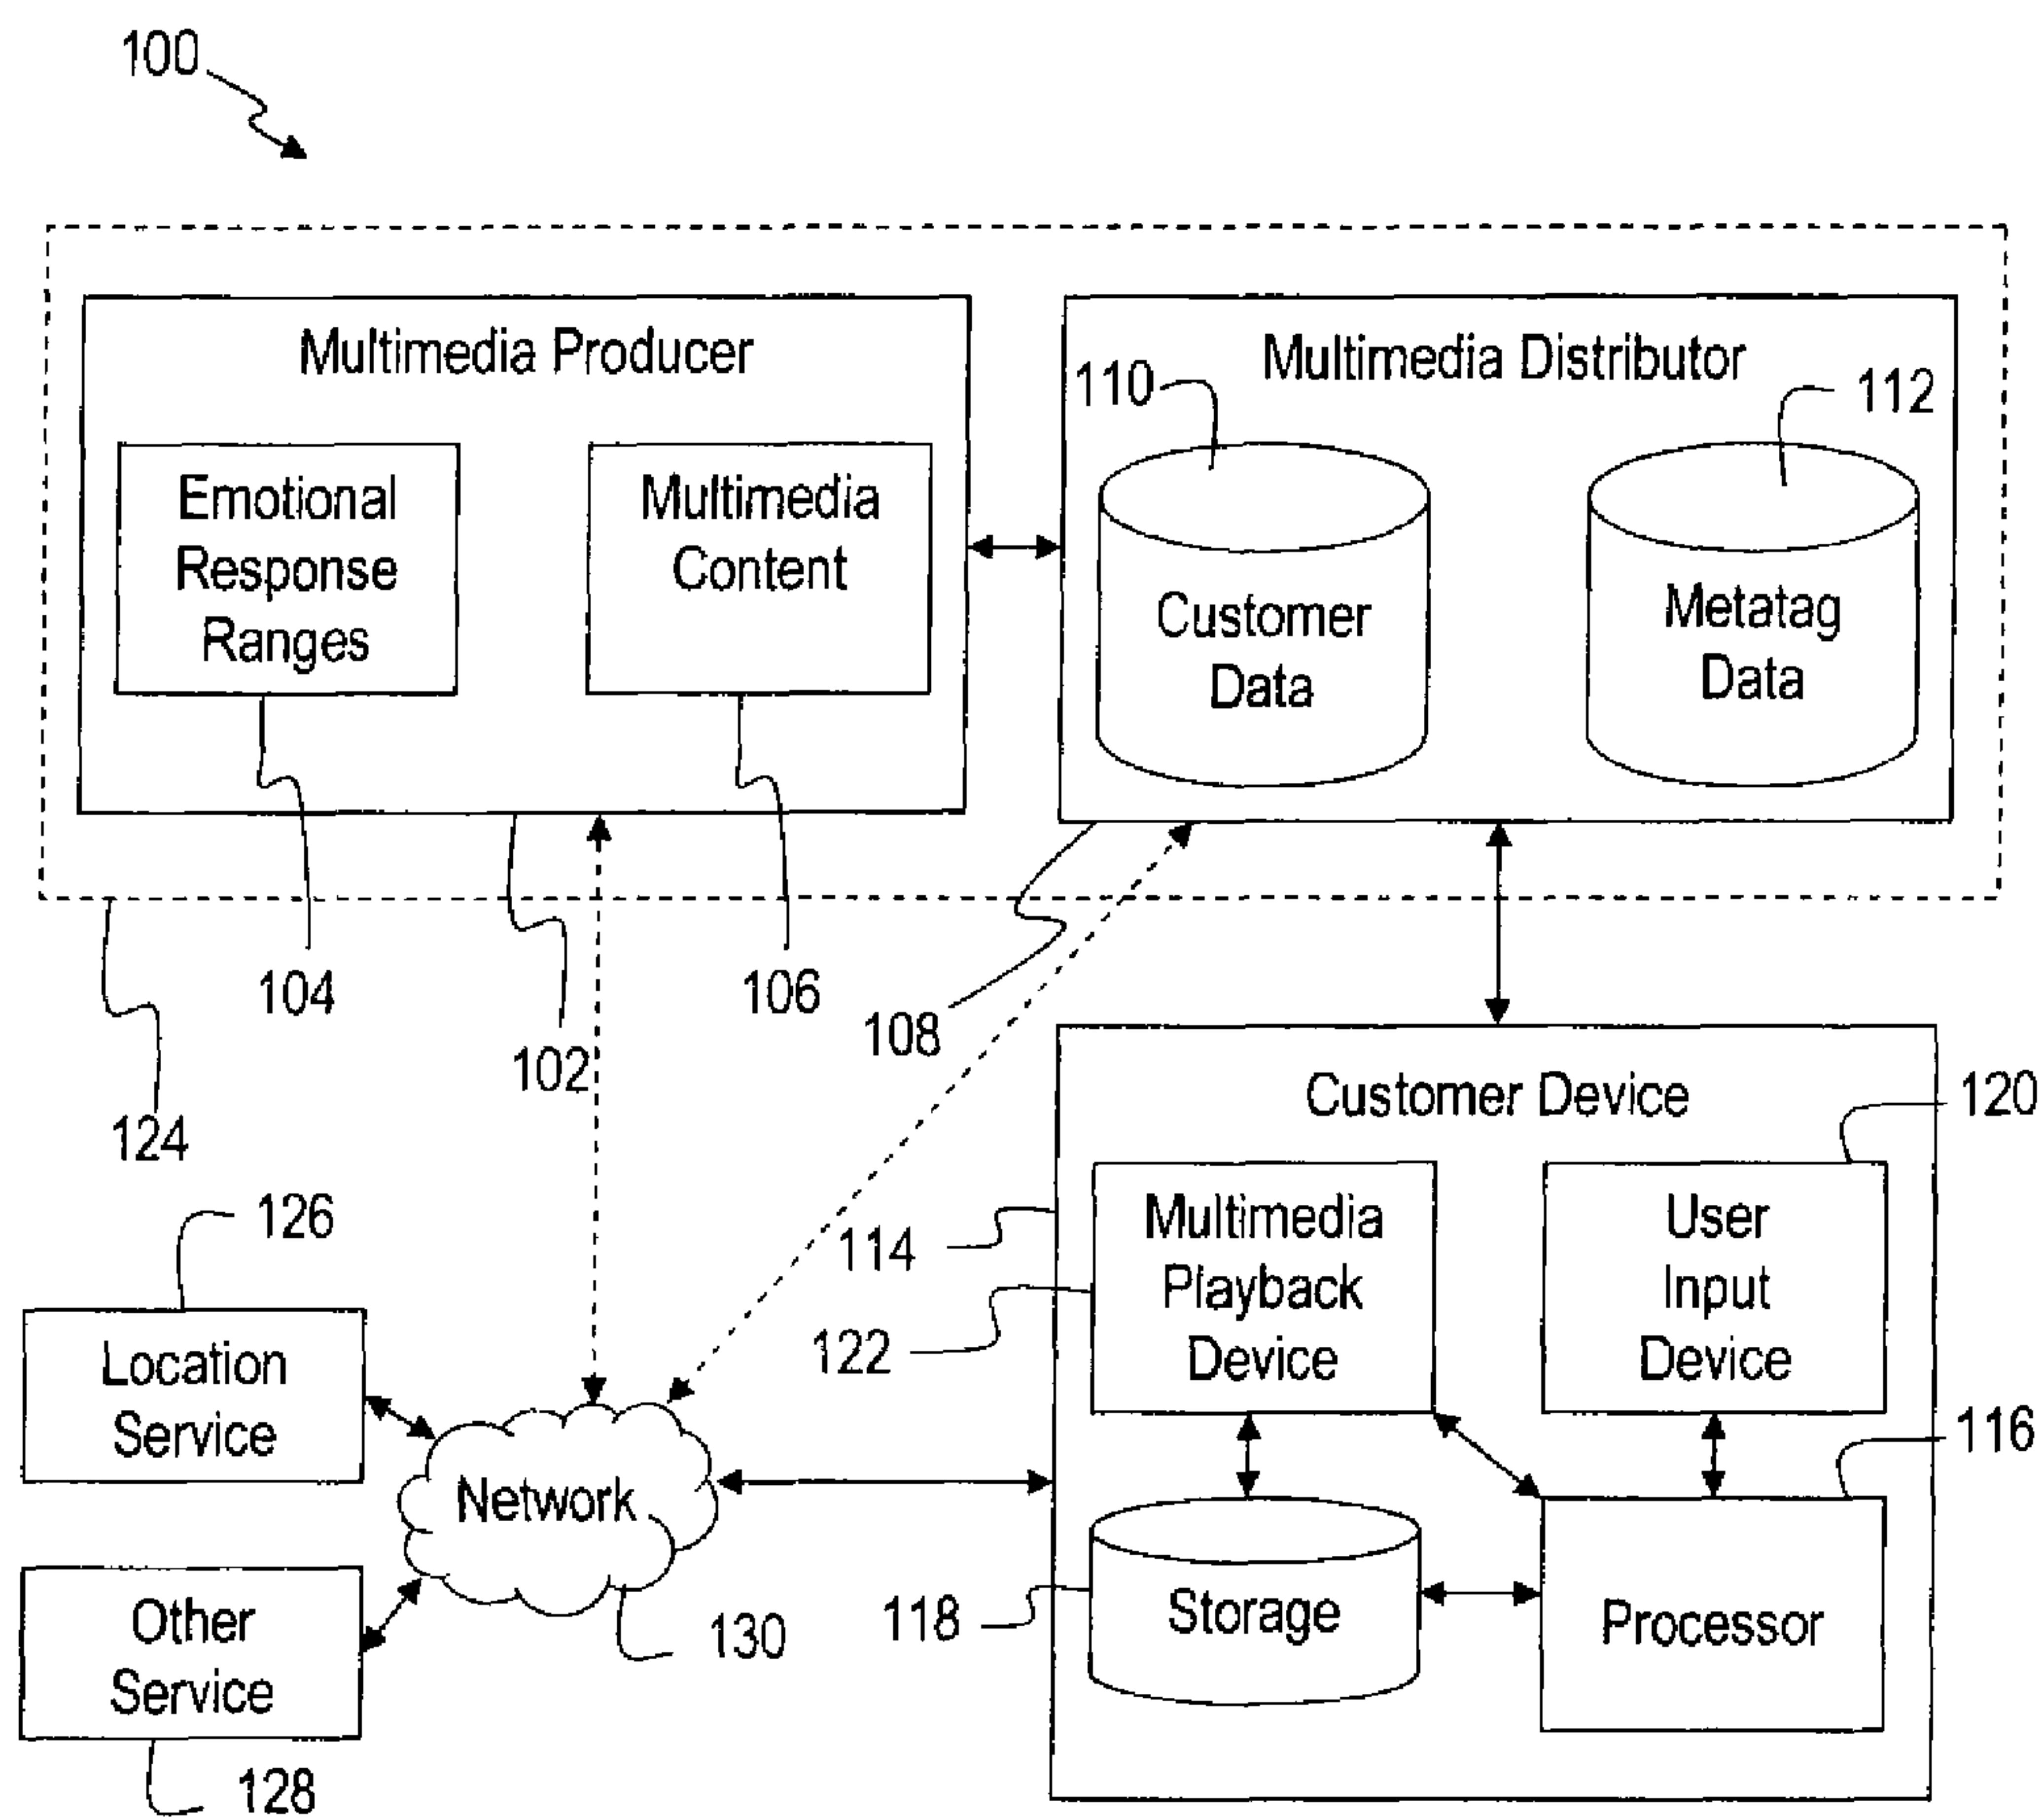 100
Multimedia Producer
Emotional
Response
Ranges
Multimedia
Content
Multimedia Distributor
110
112
Customer
Data
Metatag
Data
104
102
106
108
124
Customer Device
120
114
122
Multimedia
Playback
Device
User
Input
Device
116
118
Storage
Processor
126
Location
Service
Network
130
Other
Service
128